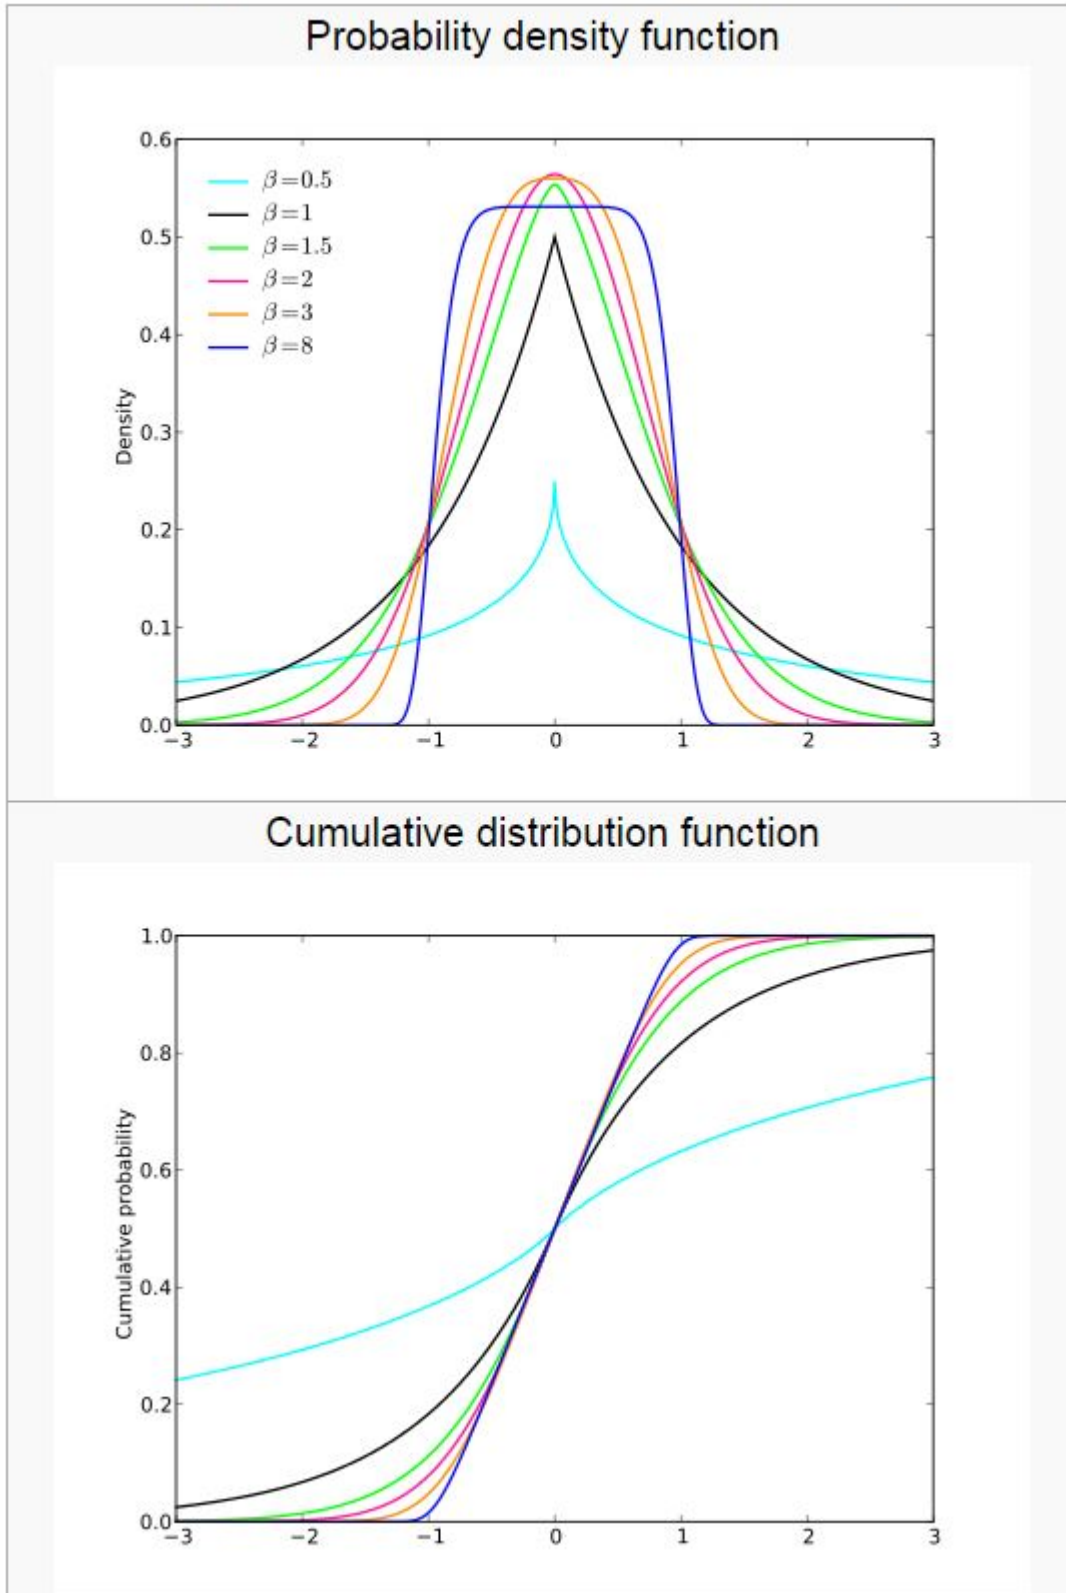 Probability density function
0.6
0.5
0.4
0.3
0.2
0.1
0.0
Density
β=0.5
β=1
β=1.5
β=2
β=3
β=8
−3 −2 −1 0 1 2 3
Cumulative distribution function
1.0
0.8
0.6
0.4
0.2
0.0
Cumulative probability
−3 −2 −1 0 1 2 3